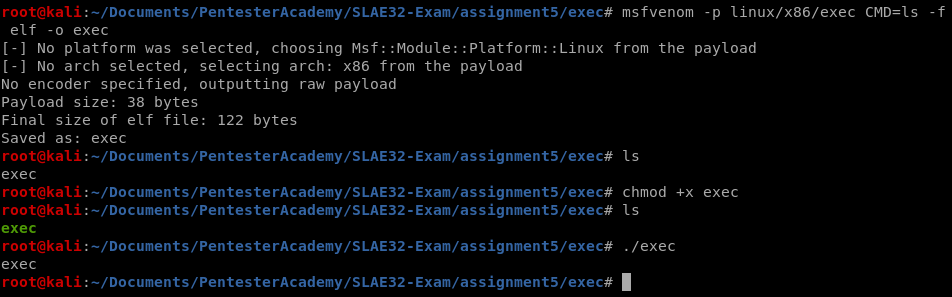 root@kali:~/Documents/PentesterAcademy/SLAE32-Exam/assignment5/exec# msfvenom -p linux/x86/exec CMD=ls -f
 elf -o exec
[-] No platform was selected, choosing Msf::Module::Platform::Linux from the payload
[-] No arch selected, selecting arch: x86 from the payload
No encoder specified, outputting raw payload
Payload size: 38 bytes
Final size of elf file: 122 bytes
Saved as: exec
root@kali:~/Documents/PentesterAcademy/SLAE32-Exam/assignment5/exec# ls
exec
root@kali:~/Documents/PentesterAcademy/SLAE32-Exam/assignment5/exec# chmod +x exec
root@kali:~/Documents/PentesterAcademy/SLAE32-Exam/assignment5/exec# ls
exec
root@kali:~/Documents/PentesterAcademy/SLAE32-Exam/assignment5/exec# ./exec
exec
root@kali:~/Documents/PentesterAcademy/SLAE32-Exam/assignment5/exec#